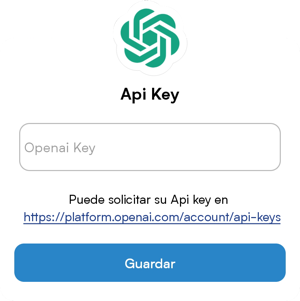 Api Key
Openai Key
Puede solicitar su Api key en
https://platform.openai.com/account/api-keys
Guardar